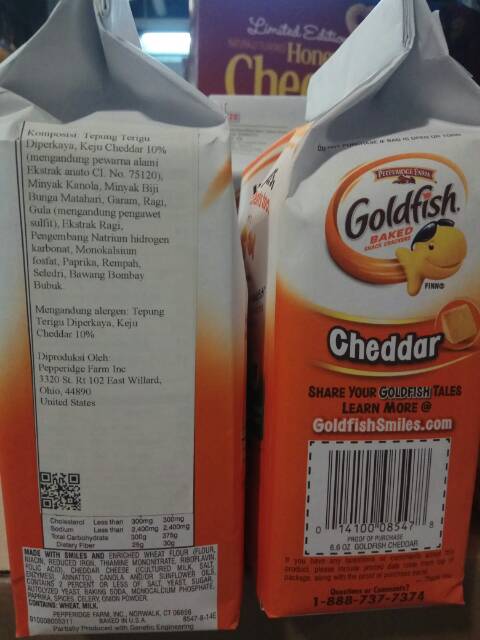 Limited Edition
Hone
Chee
Komposisi: Tepung Terigu
Diperkaya, Keju Cheddar 10%
(mengandung pewarna alami
Ekstrak anato CI. No. 75120),
Minyak Kanola, Minyak Biji
Bunga Matahari, Garam, Ragi,
Gula (mengandung pengawet
sulfit), Ekstrak Ragi,
Pengembang Natrium hidrogen
karbonat, Monokalsium
fosfat, Paprika, Rempah,
Seledri, Bawang Bombay
Bubuk
Mengandung alergen: Tepung
Terigu Diperkaya, Keju
Cheddar 10%
Diproduksi Oleh:
Pepperidge Farm Inc
3320 St. Rt 102 East Willard,
Ohio, 44890
United States
Cholesterol Less than 300mg 300mg
Sodium Less than 2,400mg 2,400mg
Total Carbohydrate 300g 375g
Dietary Fiber 25g 30g
MADE WITH SMILES AND ENRICHED WHEAT FLOUR (FLOUR,
NIACIN, REDUCED IRON, THIAMINE MONONITRATE, RIBOFLAVIN,
FOLIC ACID), CHEDDAR CHEESE ([CULTURED MILK, SALT,
ENZYMES], ANNATTO), CANOLA AND/OR SUNFLOWER OIL,
CONTAINS 2 PERCENT OR LESS OF: SALT, YEAST, SUGAR,
AUTOLYZED YEAST, BAKING SODA, MONOCALCIUM PHOSPHATE,
PAPRIKA, SPICES, CELERY, ONION POWDER.
CONTAINS: WHEAT, MILK.
PEPPERIDGE FARM, INC., NORWALK, CT 06856
BAKED IN U.S.A.
8547-8-14E
Partially Produced with Genetic Engineering
PEPPERIDGE FARM
Goldfish
BAKED
SNACK CRACKERS
FINN
Cheddar
SHARE YOUR GOLDFISH TALES
LEARN MORE @
GoldfishSmiles.com
0 14100 08547 8
PROOF OF PURCHASE
6.6 OZ. GOLDFISH CHEDDAR
Questions or Comments?
1-888-737-7374